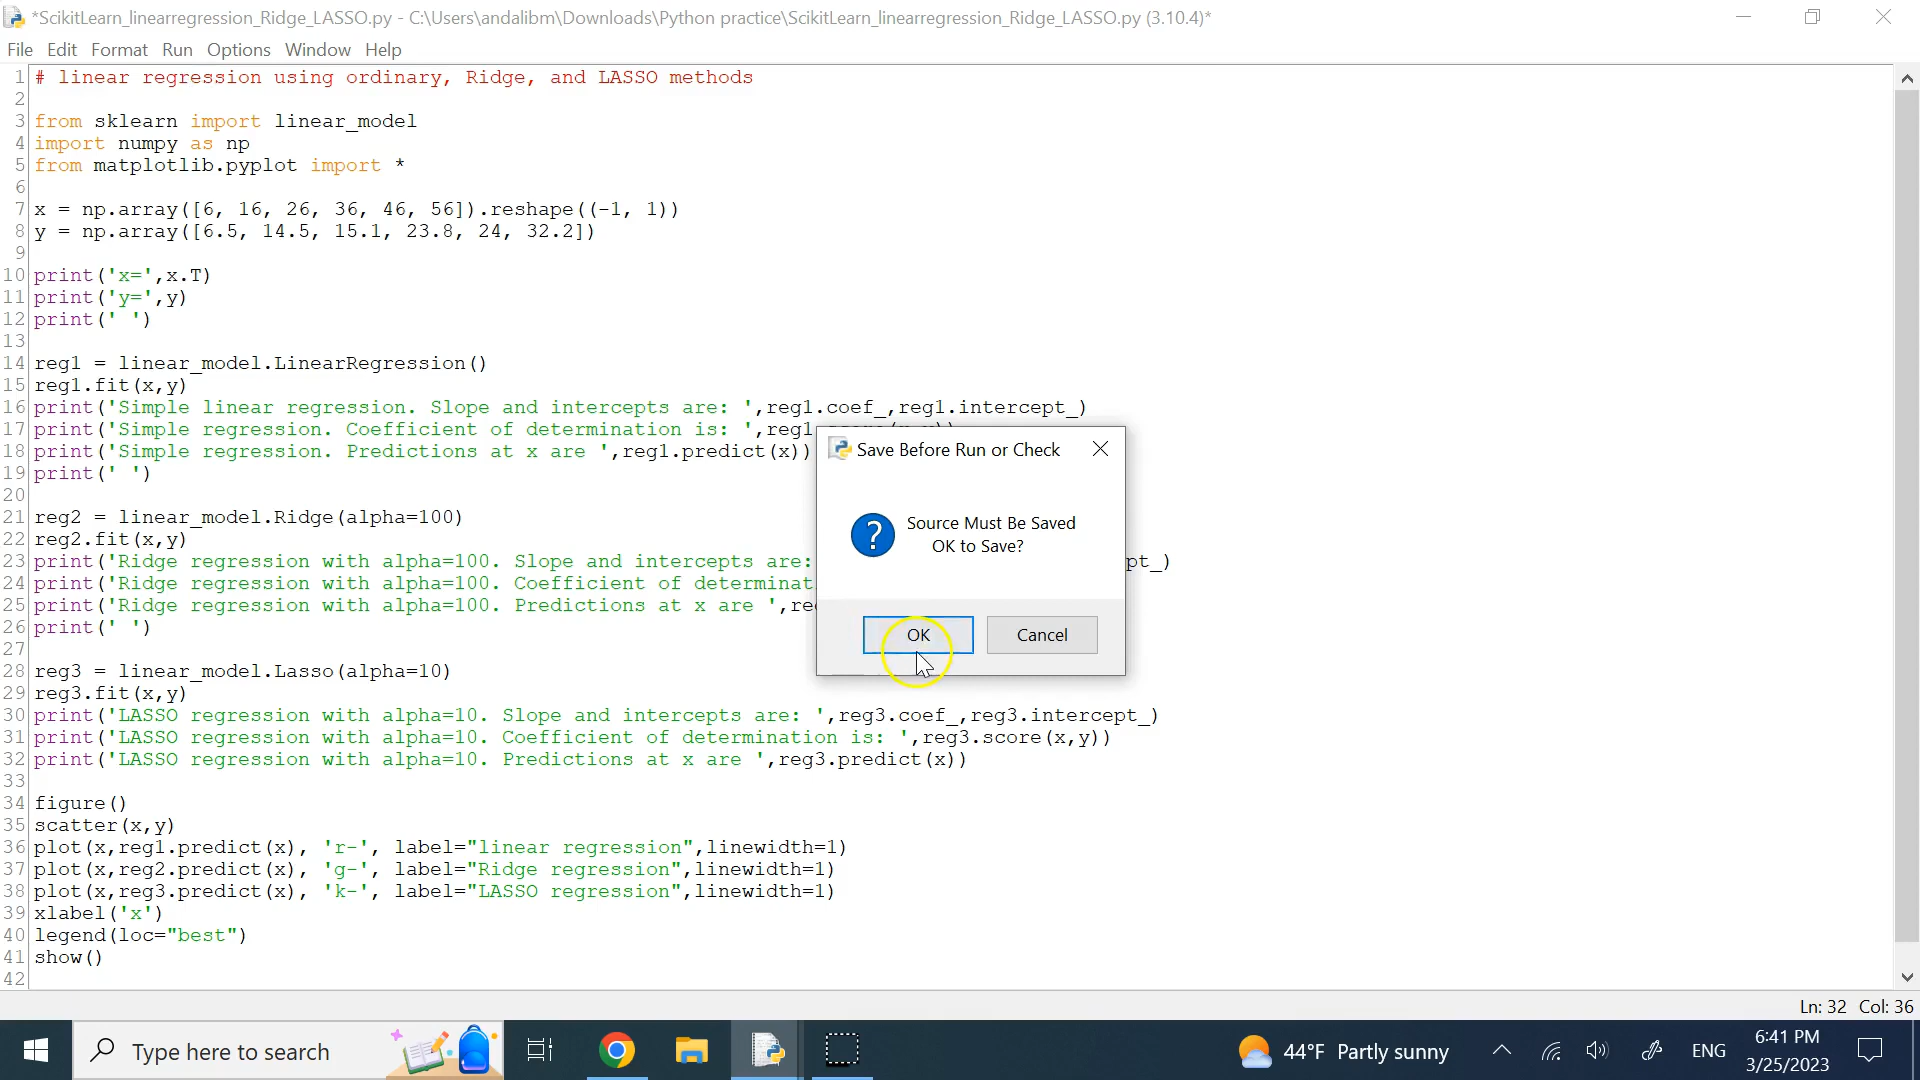 *ScikitLearn_linearregression_Ridge_LASSO.py - C:\Users\andalibm\Downloads\Python practice\ScikitLearn_linearregression_Ridge_LASSO.py (3.10.4)*
File Edit Format Run Options Window Help
1 # linear regression using ordinary, Ridge, and LASSO methods
2
3 from sklearn import linear_model
4 import numpy as np
5 from matplotlib.pyplot import *
6
7 x = np.array([6, 16, 26, 36, 46, 56]).reshape((-1, 1))
8 y = np.array([6.5, 14.5, 15.1, 23.8, 24, 32.2])
9
10 print('x=',x.T)
11 print('y=',y)
12 print(' ')
13
14 reg1 = linear_model.LinearRegression()
15 reg1.fit(x,y)
16 print('Simple linear regression. Slope and intercepts are: ',reg1.coef_,reg1.intercept_)
17 print('Simple regression. Coefficient of determination is: ',reg1
18 print('Simple regression. Predictions at x are ',reg1.predict(x))
19 print(' ')
20
21 reg2 = linear_model.Ridge(alpha=100)
22 reg2.fit(x,y)
23 print('Ridge regression with alpha=100. Slope and intercepts are: pt_)
24 print('Ridge regression with alpha=100. Coefficient of determinat
25 print('Ridge regression with alpha=100. Predictions at x are ',re
26 print(' ')
27
28 reg3 = linear_model.Lasso(alpha=10)
29 reg3.fit(x,y)
30 print('LASSO regression with alpha=10. Slope and intercepts are: ',reg3.coef_,reg3.intercept_)
31 print('LASSO regression with alpha=10. Coefficient of determination is: ',reg3.score(x,y))
32 print('LASSO regression with alpha=10. Predictions at x are ',reg3.predict(x))
33
34 figure()
35 scatter(x,y)
36 plot(x,reg1.predict(x), 'r-', label="linear regression",linewidth=1)
37 plot(x,reg2.predict(x), 'g-', label="Ridge regression",linewidth=1)
38 plot(x,reg3.predict(x), 'k-', label="LASSO regression",linewidth=1)
39 xlabel('x')
40 legend(loc="best")
41 show()
42
Save Before Run or Check
Source Must Be Saved
OK to Save?
OK Cancel
Ln: 32 Col: 36
Type here to search
44°F Partly sunny
ENG
6:41 PM
3/25/2023